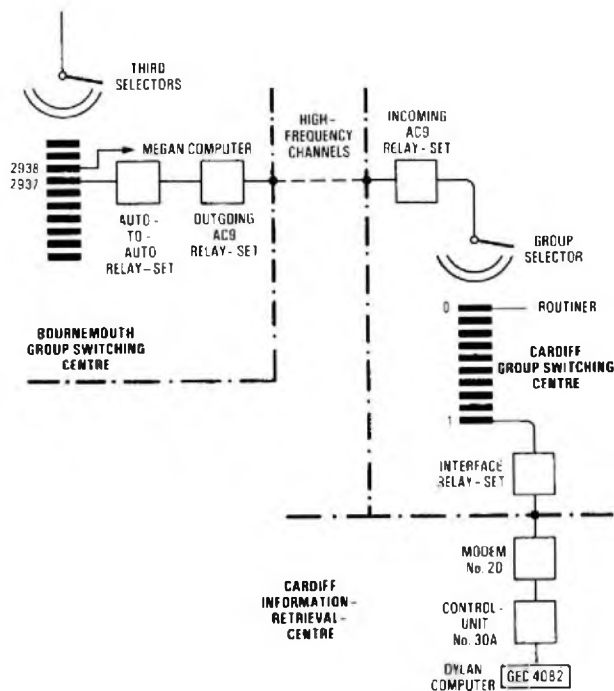 THIRD
SELECTORS
2938
2937
MEGAN COMPUTER
AUTO -
TO -
AUTO
RELAY-SET
OUTGOING
AC9
RELAY-SET
HIGH-
FREQUENCY
CHANNELS
INCOMING
AC9
RELAY-SET
GROUP
SELECTOR
BOURNEMOUTH
GROUP SWITCHING
CENTRE
0
ROUTINER
CARDIFF
GROUP SWITCHING
CENTRE
1
INTERFACE
RELAY-SET
MODEM
No. 2D
CARDIFF
INFORMATION-
RETRIEVAL-
CENTRE
CONTROL-
UNIT
No. 30A
DYLAN
COMPUTER
GEC 4082